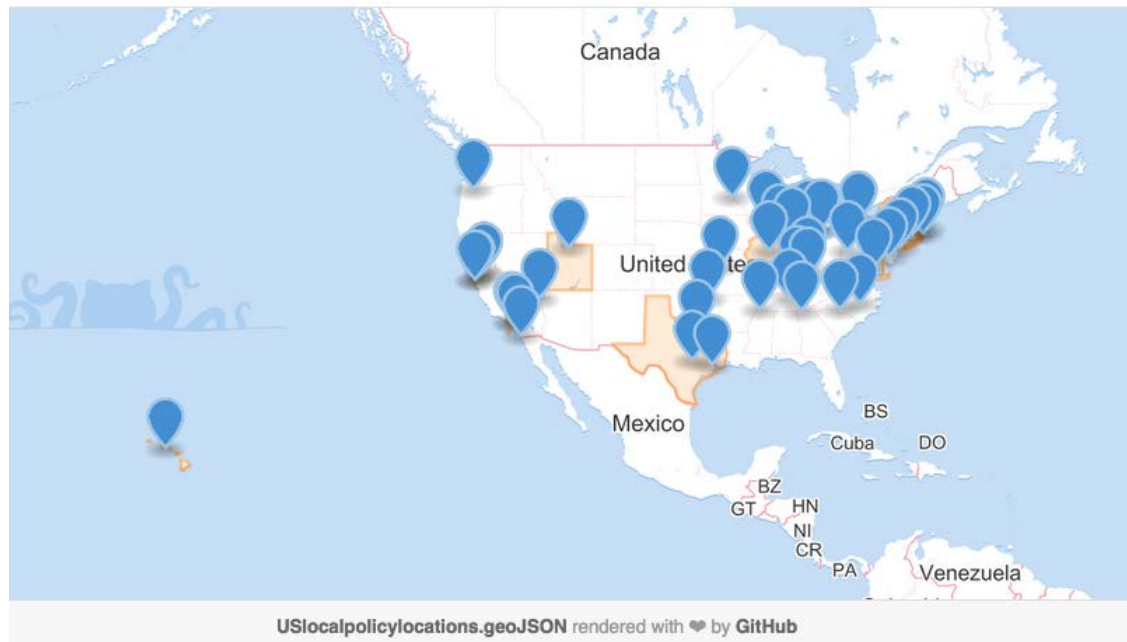 Canada
United States
Mexico
BS
Cuba
DO
BZ
GT
HN
NI
CR
PA
Venezuela
USlocalpolicylocations.geoJSON rendered with ❤ by GitHub